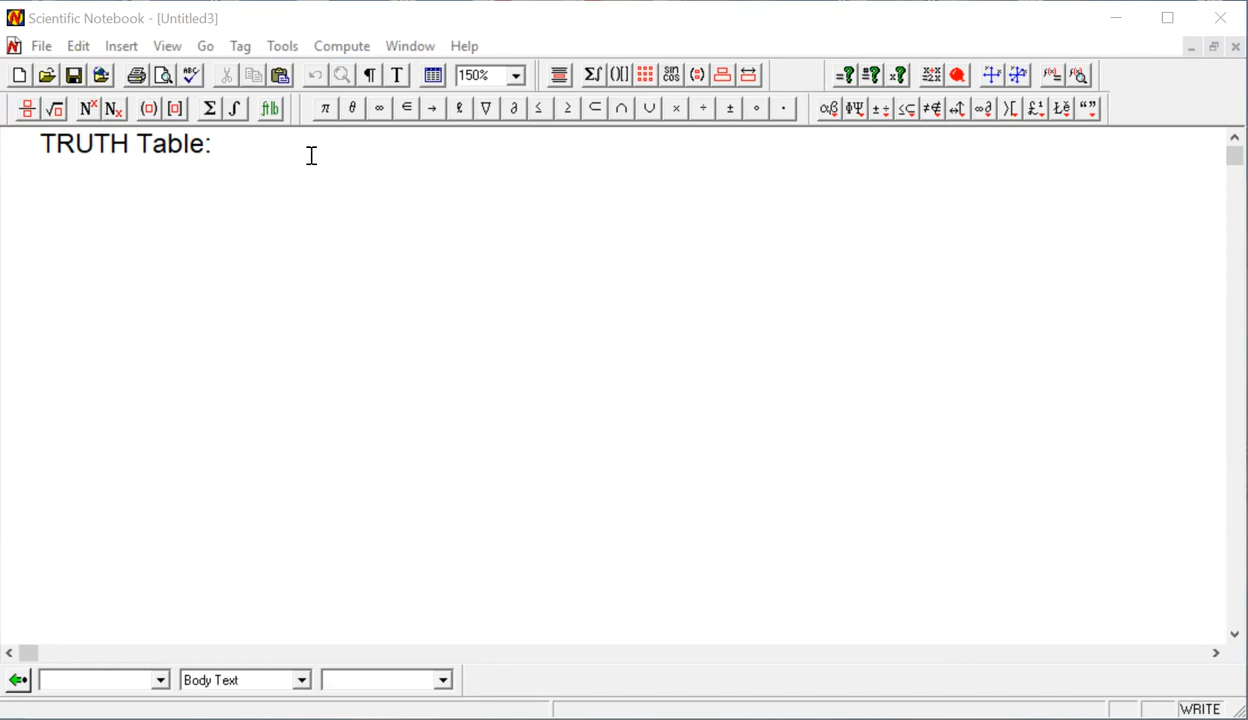 Scientific Notebook - [Untitled3]
File Edit Insert View Go Tag Tools Compute Window Help
150%
TRUTH Table:
Body Text
WRITE